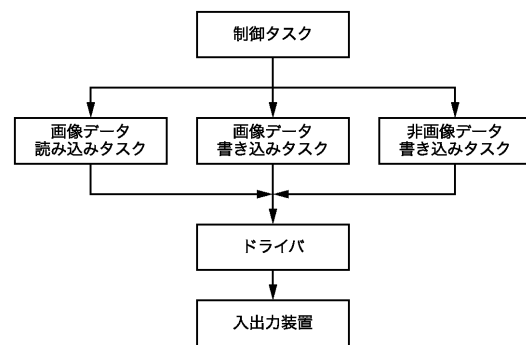 制御タスク
画像データ
読み込みタスク
画像データ
書き込みタスク
非画像データ
書き込みタスク
ドライバ
入出力装置